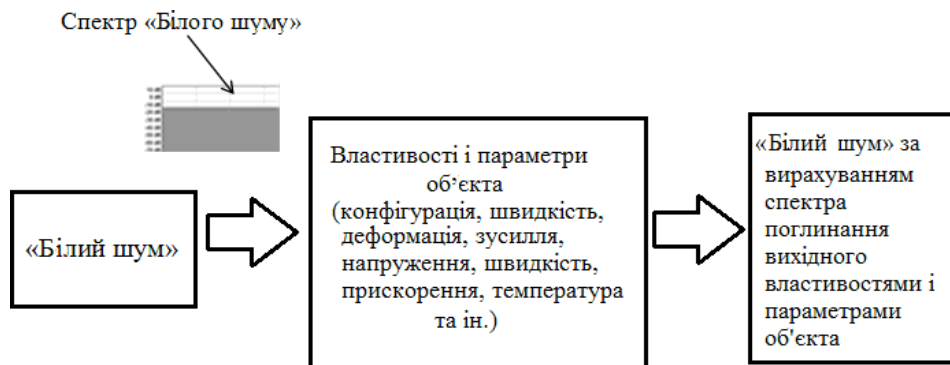 Спектр «Білого шуму»
«Білий шум»
Властивості і параметри
об’єкта
(конфігурація, швидкість,
деформація, зусилля,
напруження, швидкість,
прискорення, температура
та ін.)
«Білий шум» за
вирахуванням
спектра
поглинання
вихідного
властивостями і
параметрами
об'єкта